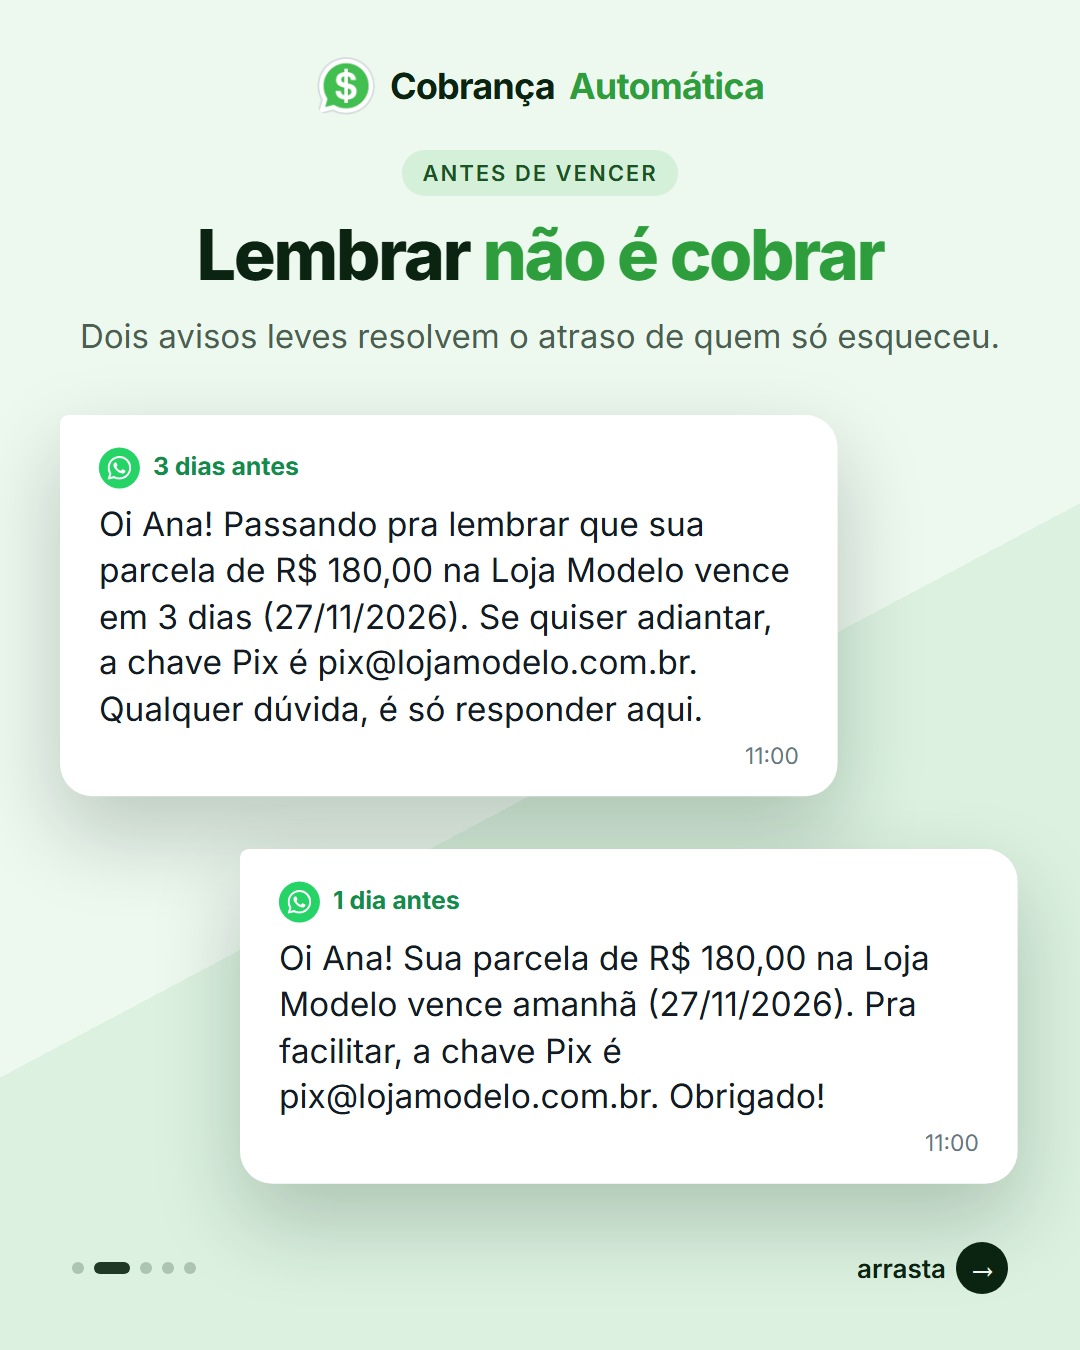 Cobrança Automática
ANTES DE VENCER
Lembrar não é cobrar
Dois avisos leves resolvem o atraso de quem só esqueceu.
3 dias antes
Oi Ana! Passando pra lembrar que sua
parcela de R$ 180,00 na Loja Modelo vence
em 3 dias (27/11/2026). Se quiser adiantar,
a chave Pix é pix@lojamodelo.com.br.
Qualquer dúvida, é só responder aqui.
11:00
1 dia antes
Oi Ana! Sua parcela de R$ 180,00 na Loja
Modelo vence amanhã (27/11/2026). Pra
facilitar, a chave Pix é
pix@lojamodelo.com.br. Obrigado!
11:00
arrasta →